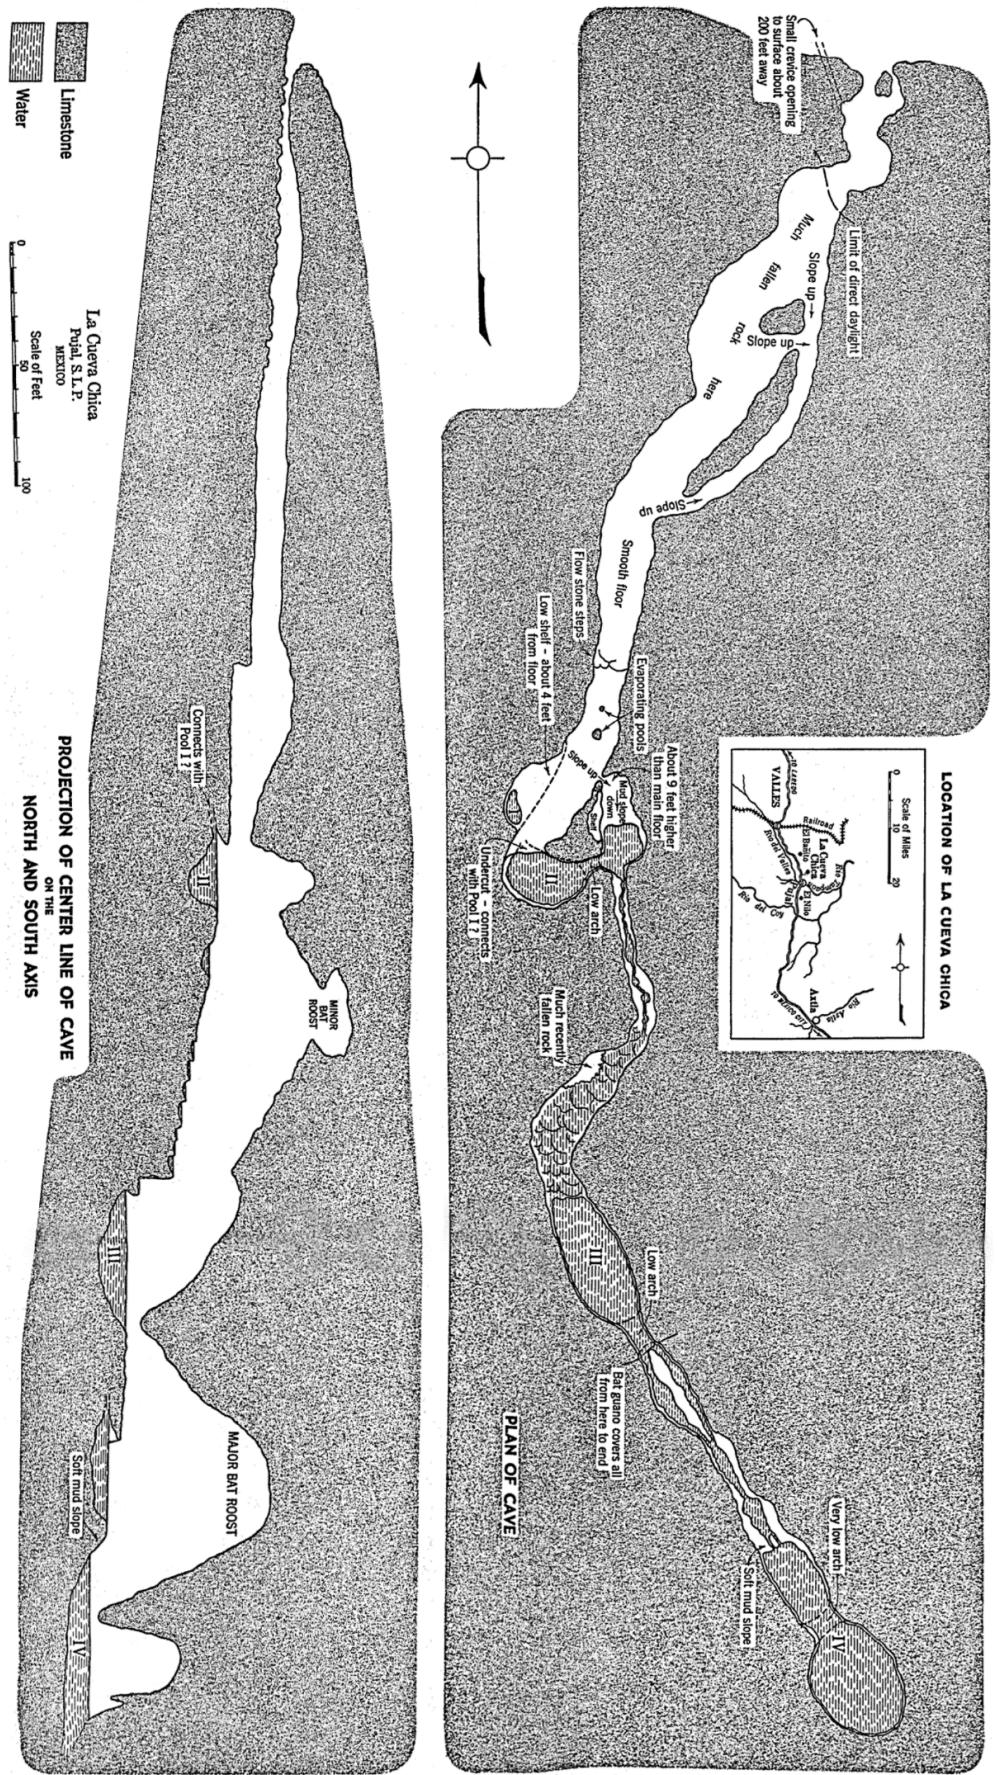 Small crevice opening
to surface about
200 feet away
Limit of direct daylight
Much
fallen
rock
here
Slope up
Slope up
Slope up
Smooth floor
Flow stone steps
Low shelf - about 4 feet
from floor
Evaporating pools
About 9 feet higher
than main floor
Slope up
Mud slope
down
Shelf
II
Undercut - connects
with Pool I ?
Low arch
Much recently
fallen rock
III
Low arch
Bat guano covers all
from here to end
Very low arch
Soft mud slope
IV
PLAN OF CAVE
LOCATION OF LA CUEVA CHICA
Scale of Miles
0 10 20
TO LAREDO
VALLES
Railroad
El Bañito
La Cueva
Chica
Rio del Valles
Pujal
El Nilo
Rio del Coy
Axtla
Rio Axtla
Limestone
Water
La Cueva Chica
Pujal, S.L.P.
MEXICO
Scale of Feet
0 50 100
Connects with
Pool I ?
II
MINOR
BAT
ROOST
III
MAJOR BAT ROOST
Soft mud slope
IV
PROJECTION OF CENTER LINE OF CAVE
ON THE
NORTH AND SOUTH AXIS